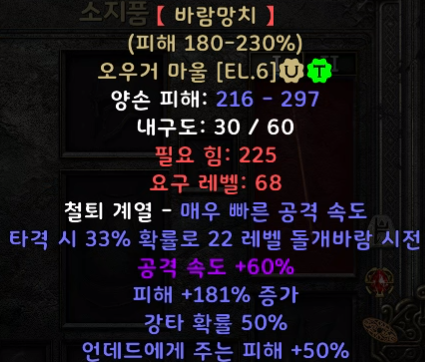 소지품
【 바람망치 】
(피해 180-230%)
오우거 마울 [EL.6] U T
양손 피해: 216 - 297
내구도: 30 / 60
필요 힘: 225
요구 레벨: 68
철퇴 계열 - 매우 빠른 공격 속도
타격 시 33% 확률로 22 레벨 돌개바람 시전
공격 속도 +60%
피해 +181% 증가
강타 확률 50%
언데드에게 주는 피해 +50%